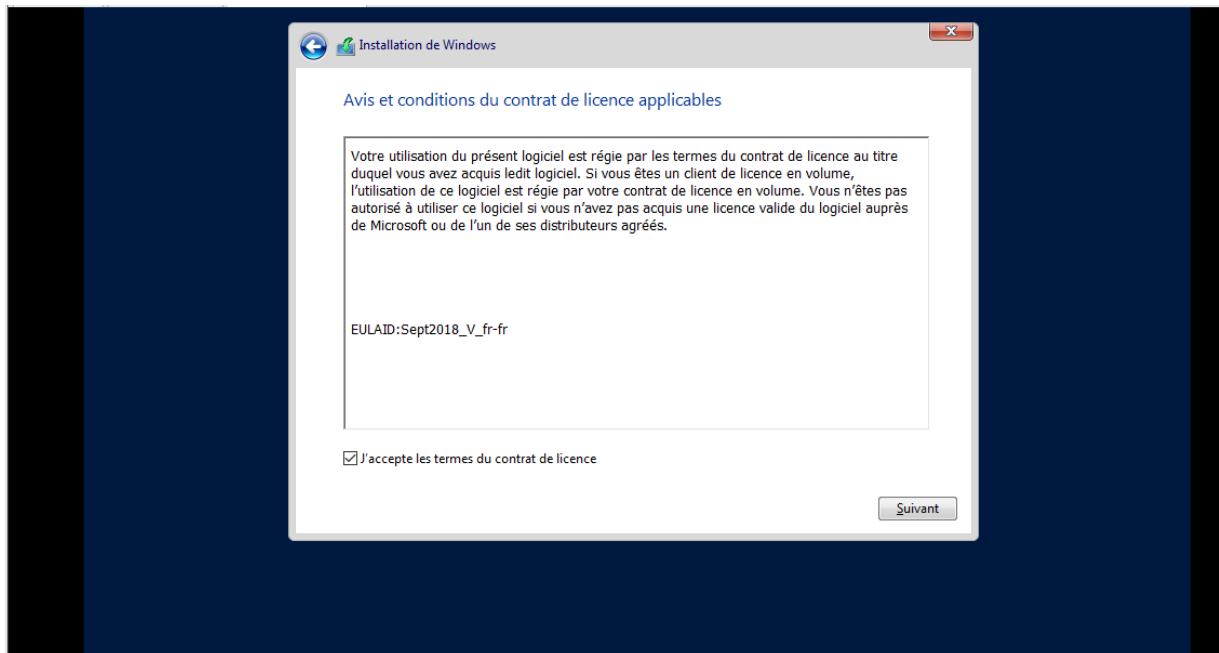 Installation de Windows
Avis et conditions du contrat de licence applicables
Votre utilisation du présent logiciel est régie par les termes du contrat de licence au titre
duquel vous avez acquis ledit logiciel. Si vous êtes un client de licence en volume,
l’utilisation de ce logiciel est régie par votre contrat de licence en volume. Vous n’êtes pas
autorisé à utiliser ce logiciel si vous n’avez pas acquis une licence valide du logiciel auprès
de Microsoft ou de l’un de ses distributeurs agréés.
EULAID:Sept2018_V_fr-fr
J'accepte les termes du contrat de licence
Suivant